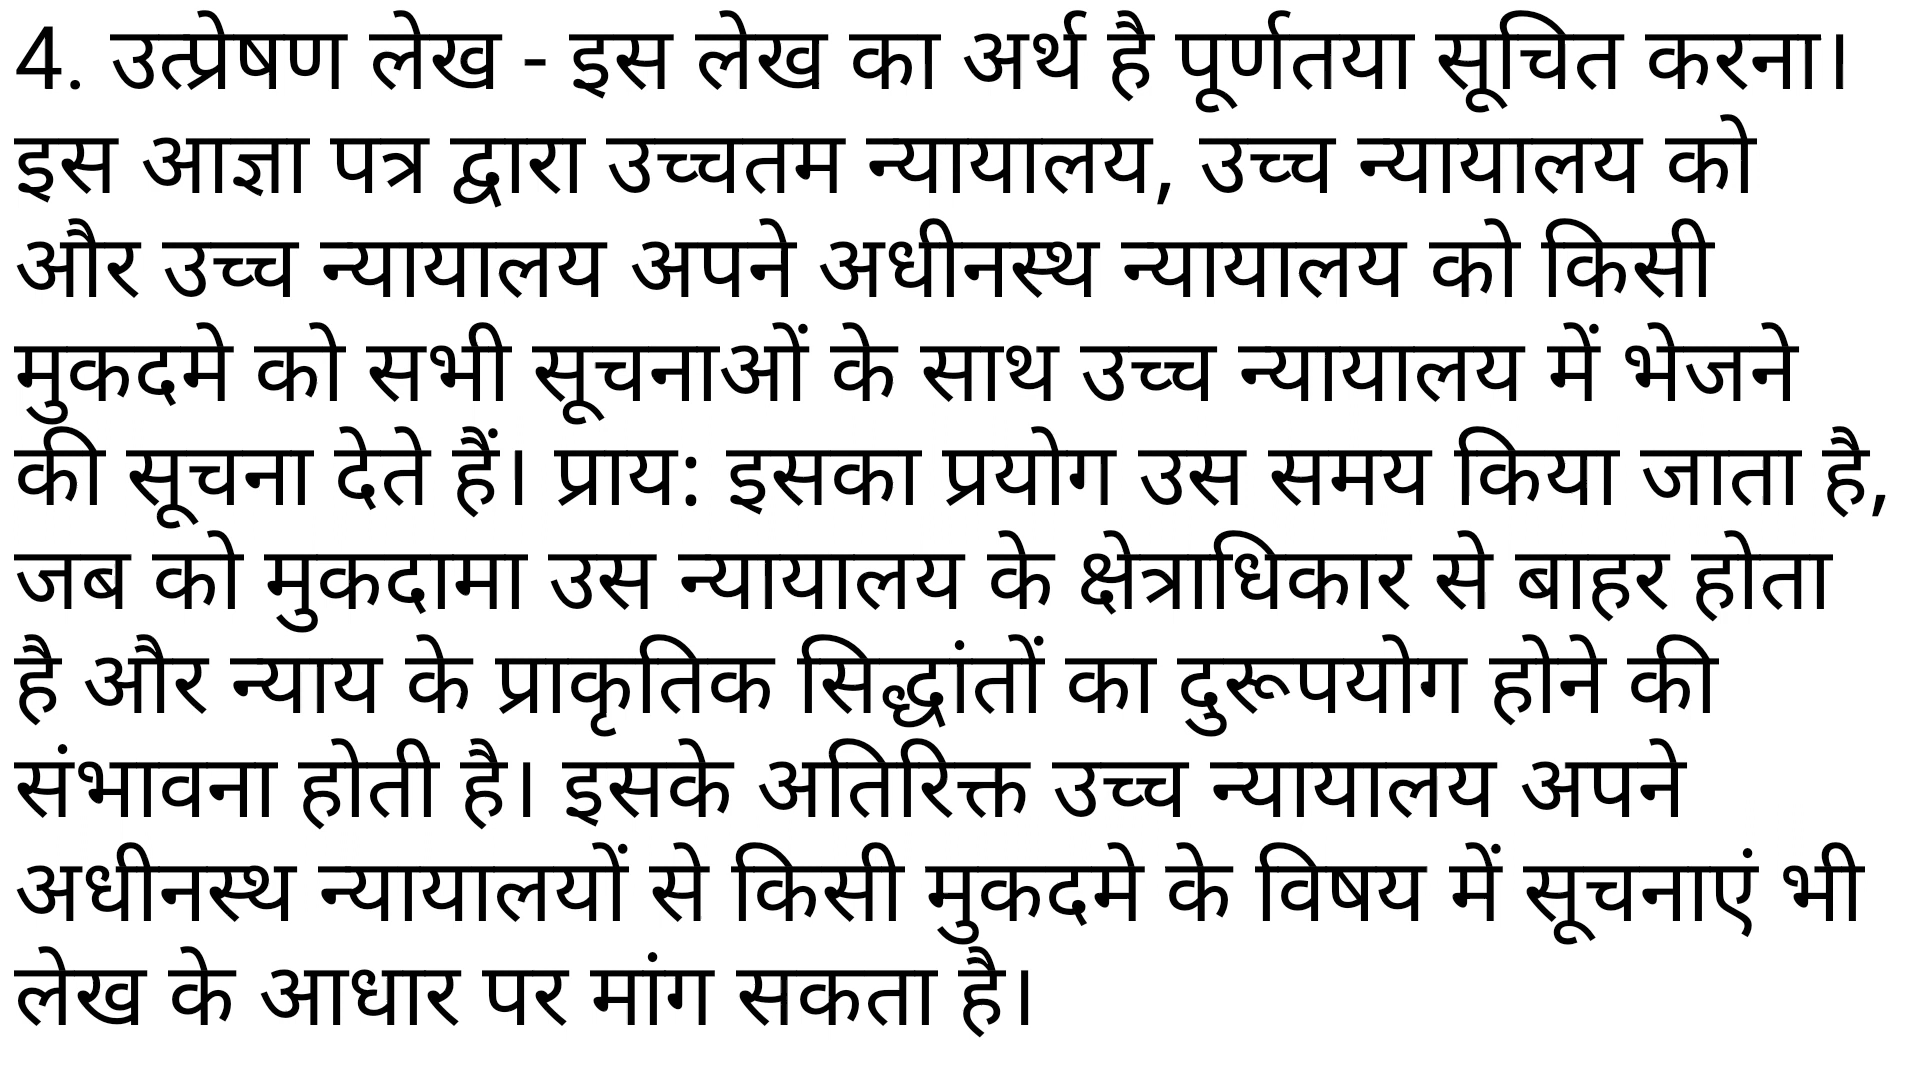 4. उत्प्रेषण लेख - इस लेख का अर्थ है पूर्णतया सूचित करना।
इस आज्ञा पत्र द्वारा उच्चतम न्यायालय, उच्च न्यायालय को
और उच्च न्यायालय अपने अधीनस्थ न्यायालय को किसी
मुकदमे को सभी सूचनाओं के साथ उच्च न्यायालय में भेजने
की सूचना देते हैं। प्राय: इसका प्रयोग उस समय किया जाता है,
जब को मुकदामा उस न्यायालय के क्षेत्राधिकार से बाहर होता
है और न्याय के प्राकृतिक सिद्धांतों का दुरूपयोग होने की
संभावना होती है। इसके अतिरिक्त उच्च न्यायालय अपने
अधीनस्थ न्यायालयों से किसी मुकदमे के विषय में सूचनाएं भी
लेख के आधार पर मांग सकता है।